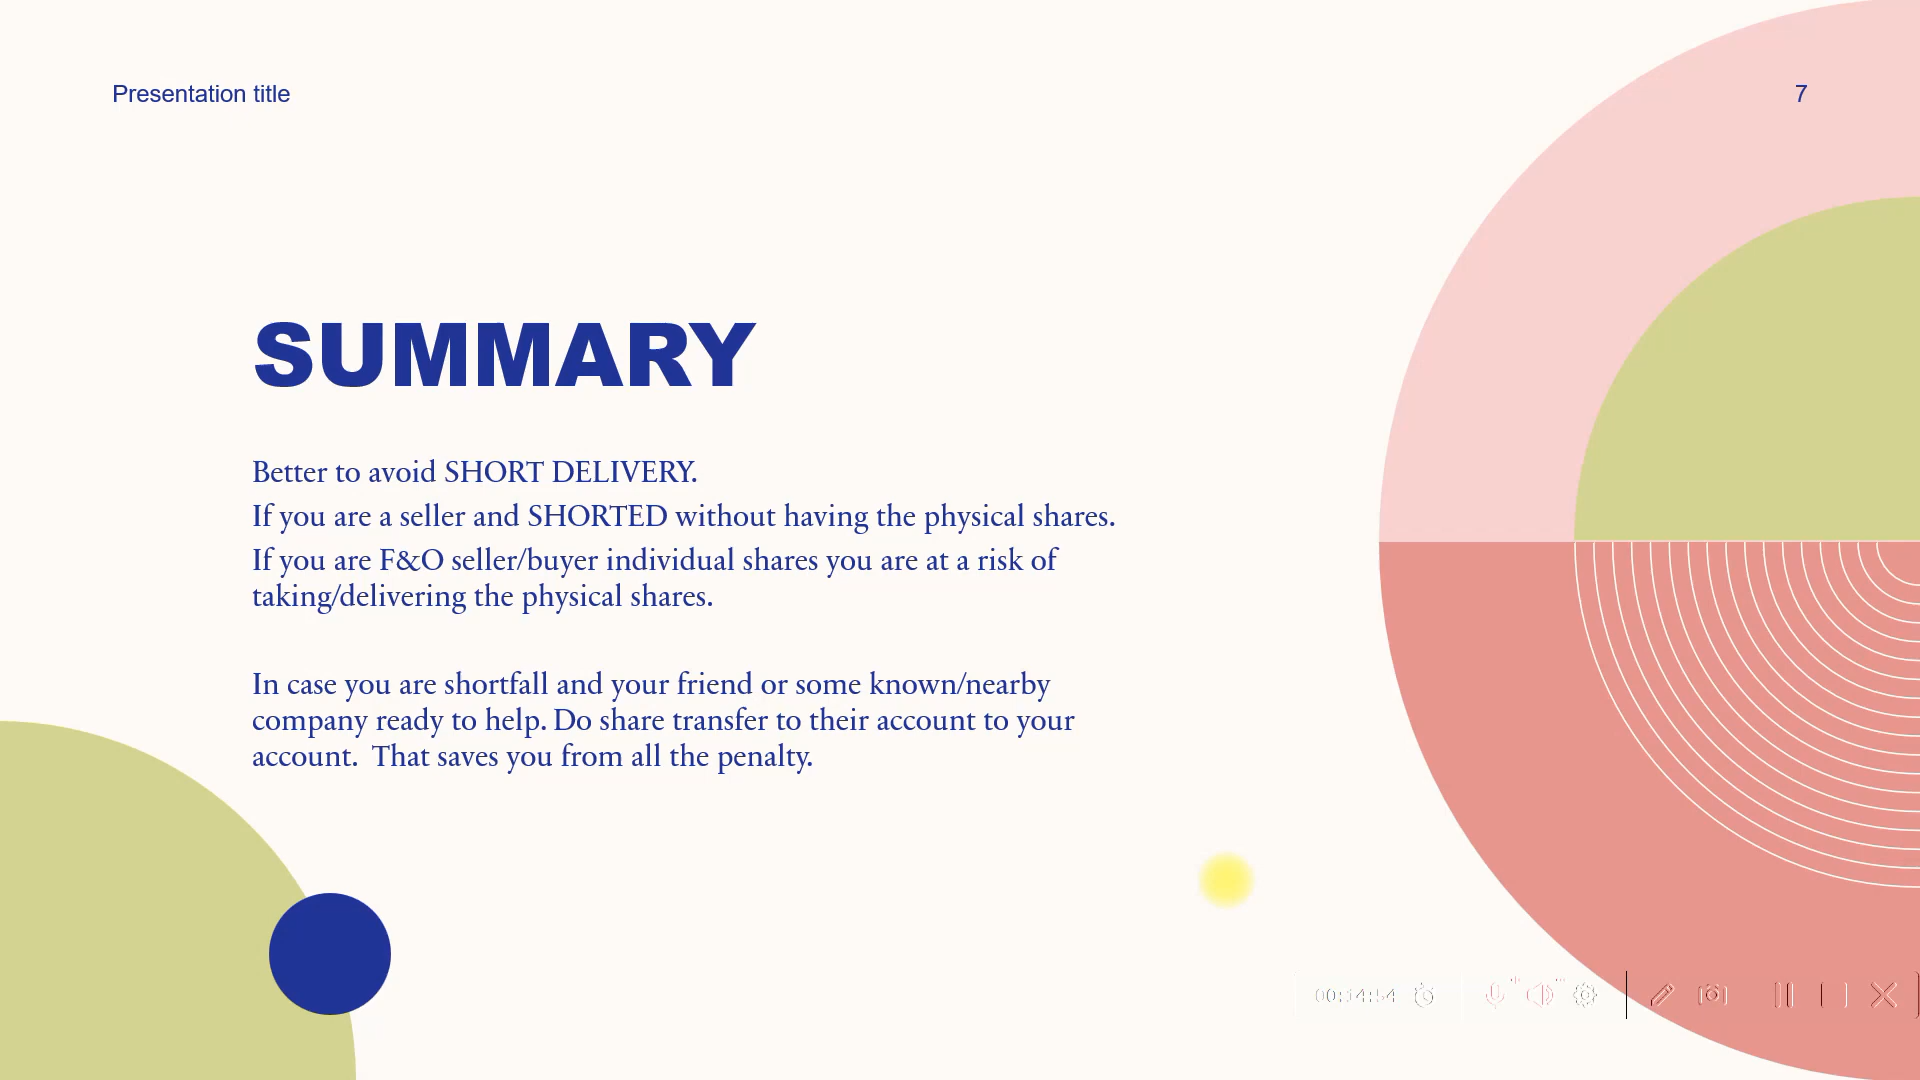 Presentation title
7
SUMMARY
Better to avoid SHORT DELIVERY.
If you are a seller and SHORTED without having the physical shares.
If you are F&O seller/buyer individual shares you are at a risk of
taking/delivering the physical shares.
In case you are shortfall and your friend or some known/nearby
company ready to help. Do share transfer to their account to your
account.  That saves you from all the penalty.
00:14:54